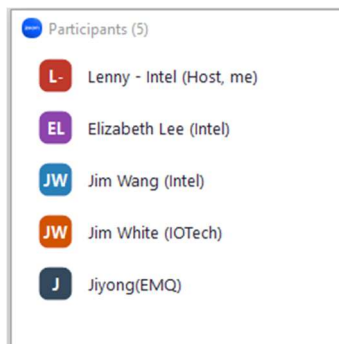 Participants (5)
L- Lenny - Intel (Host, me)
EL Elizabeth Lee (Intel)
JW Jim Wang (Intel)
JW Jim White (IOTech)
J Jiyong(EMQ)